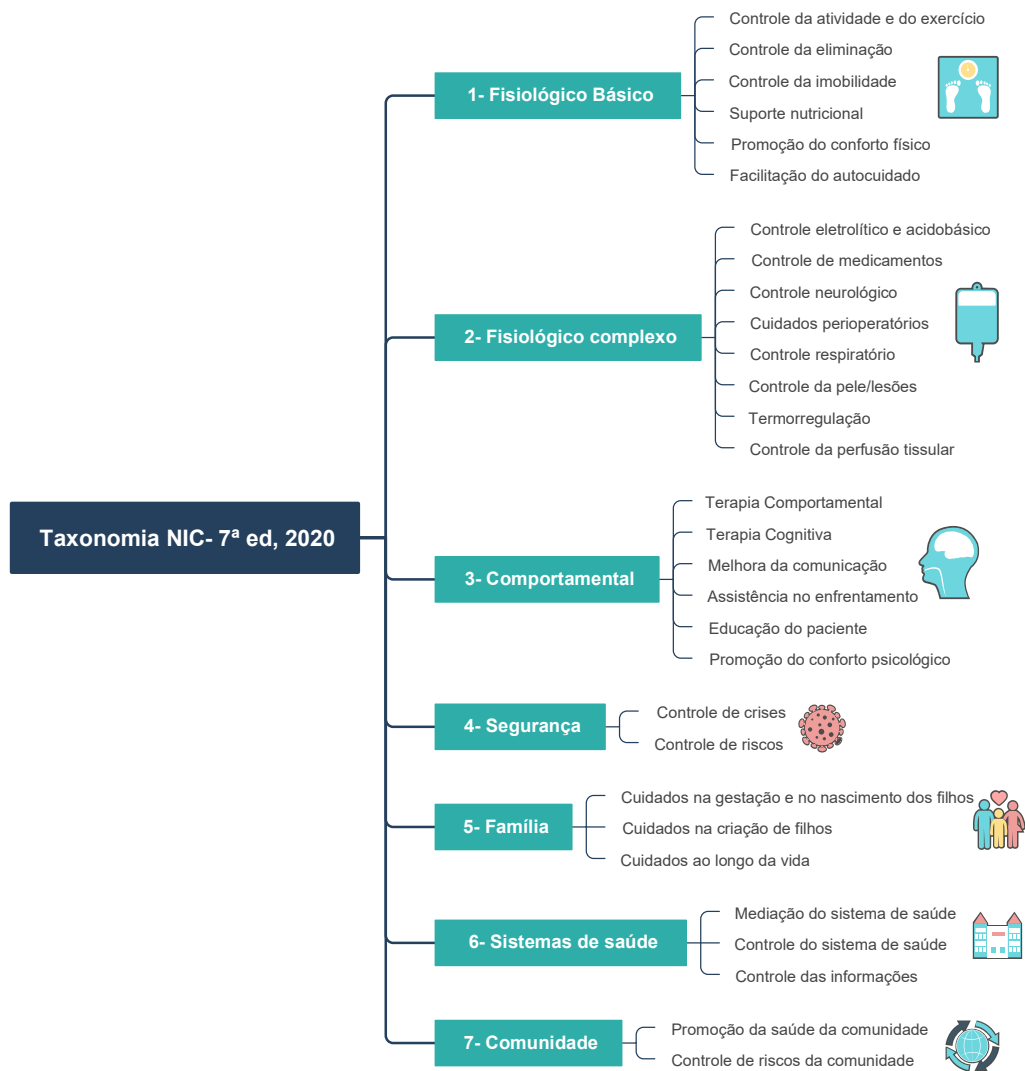 Taxonomia NIC- 7ª ed, 2020
1- Fisiológico Básico
Controle da atividade e do exercício
Controle da eliminação
Controle da imobilidade
Suporte nutricional
Promoção do conforto físico
Facilitação do autocuidado
2- Fisiológico complexo
Controle eletrolítico e acidobásico
Controle de medicamentos
Controle neurológico
Cuidados perioperatórios
Controle respiratório
Controle da pele/lesões
Termorregulação
Controle da perfusão tissular
3- Comportamental
Terapia Comportamental
Terapia Cognitiva
Melhora da comunicação
Assistência no enfrentamento
Educação do paciente
Promoção do conforto psicológico
4- Segurança
Controle de crises
Controle de riscos
5- Família
Cuidados na gestação e no nascimento dos filhos
Cuidados na criação de filhos
Cuidados ao longo da vida
6- Sistemas de saúde
Mediação do sistema de saúde
Controle do sistema de saúde
Controle das informações
7- Comunidade
Promoção da saúde da comunidade
Controle de riscos da comunidade